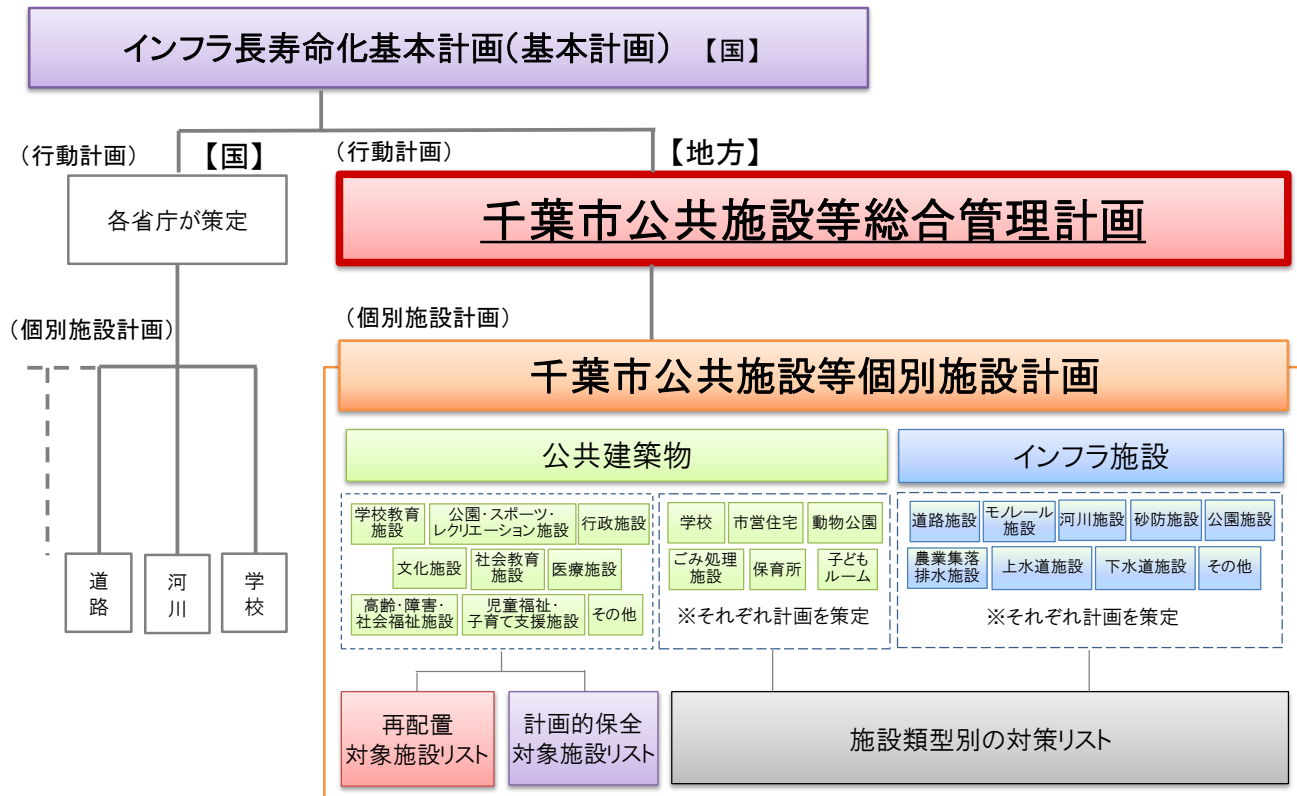 インフラ長寿命化基本計画(基本計画) 【国】
(行動計画)
【国】
各省庁が策定
(個別施設計画)
道
路
河
川
学
校
(行動計画)
【地方】
千葉市公共施設等総合管理計画
(個別施設計画)
千葉市公共施設等個別施設計画
公共建築物
学校教育
施設
公園・スポーツ・
レクリエーション施設
行政施設
文化施設
社会教育
施設
医療施設
高齢・障害・
社会福祉施設
児童福祉・
子育て支援施設
その他
学校
市営住宅
動物公園
ごみ処理
施設
保育所
子ども
ルーム
※それぞれ計画を策定
インフラ施設
道路施設
モノレール
施設
河川施設
砂防施設
公園施設
農業集落
排水施設
上水道施設
下水道施設
その他
※それぞれ計画を策定
再配置
対象施設リスト
計画的保全
対象施設リスト
施設類型別の対策リスト